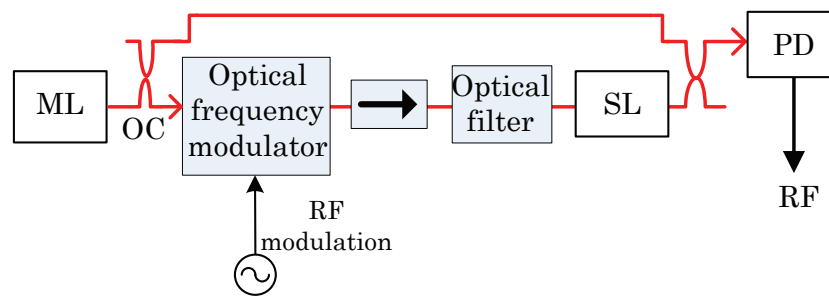 PD
ML
OC
Optical
frequency
modulator
Optical
filter
SL
RF
RF
modulation